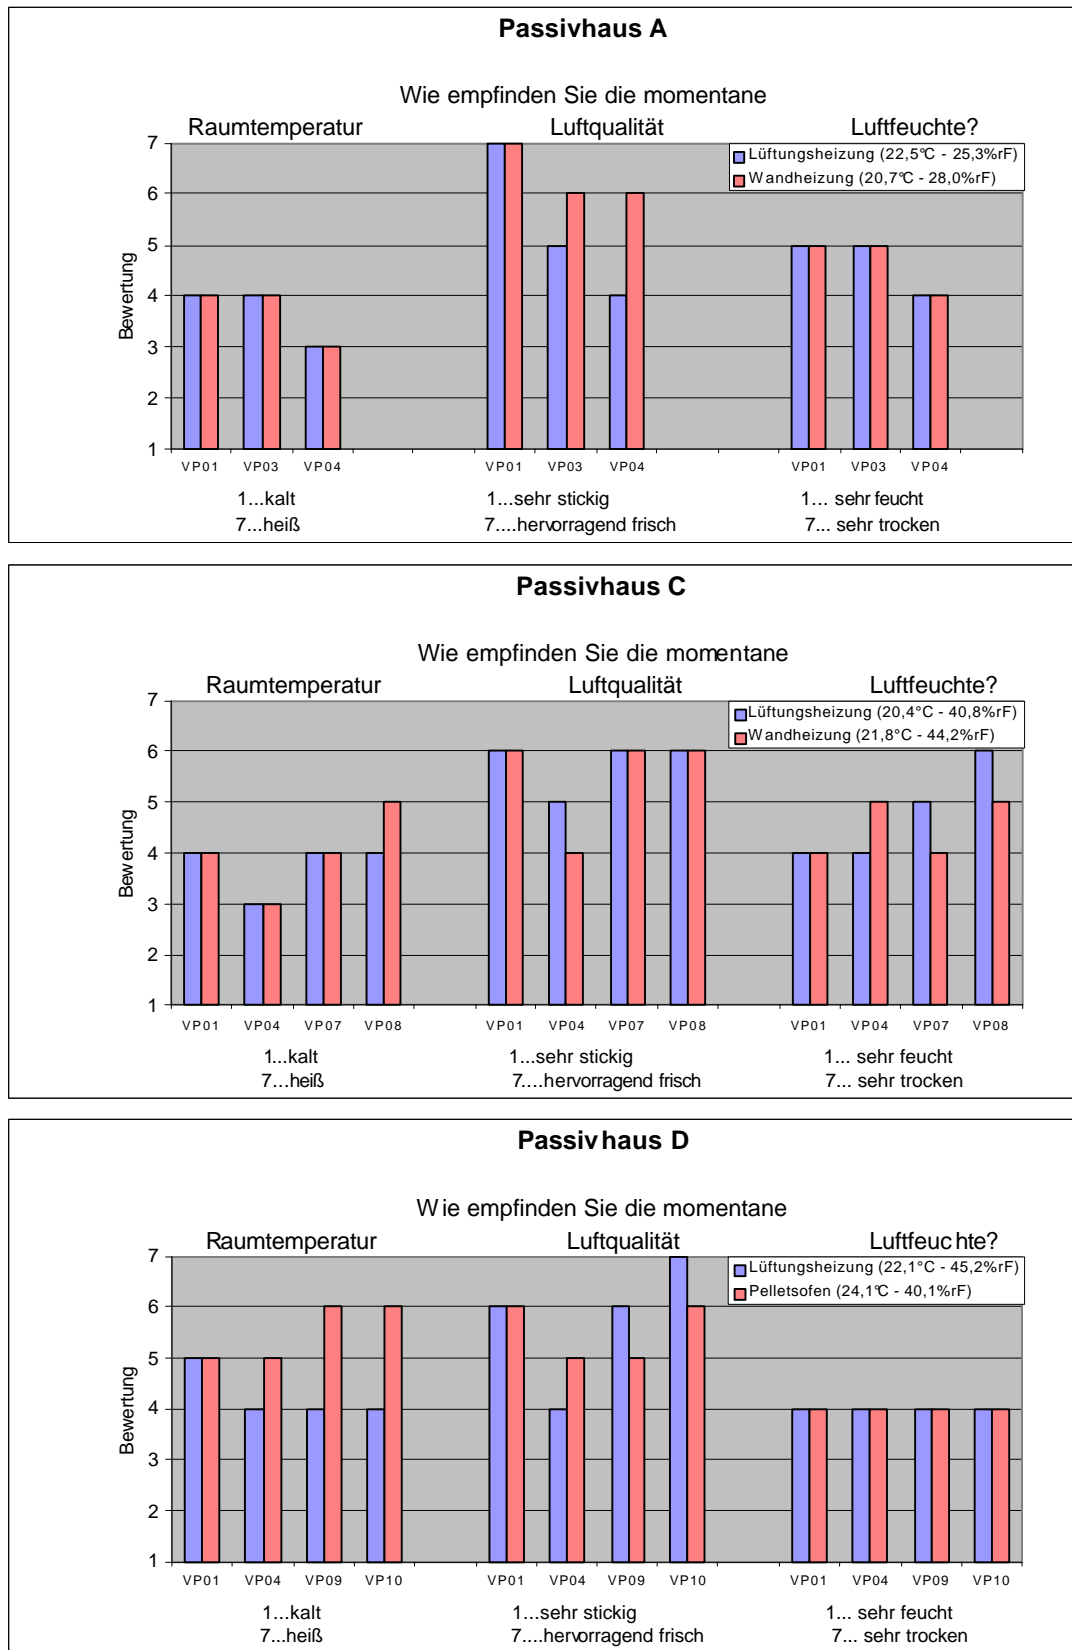 Passivhaus A
Wie empfinden Sie die momentane
Raumtemperatur Luftqualität Luftfeuchte?
Lüftungsheizung (22,5°C - 25,3%rF)
Wandheizung (20,7°C - 28,0%rF)
Bewertung
7
6
5
4
3
2
1
VP01 VP03 VP04 VP01 VP03 VP04 VP01 VP03 VP04
1...kalt 1...sehr stickig 1... sehr feucht
7...heiß 7....hervorragend frisch 7... sehr trocken
Passivhaus C
Wie empfinden Sie die momentane
Raumtemperatur Luftqualität Luftfeuchte?
Lüftungsheizung (20,4°C - 40,8%rF)
Wandheizung (21,8°C - 44,2%rF)
Bewertung
7
6
5
4
3
2
1
VP01 VP04 VP07 VP08 VP01 VP04 VP07 VP08 VP01 VP04 VP07 VP08
1...kalt 1...sehr stickig 1... sehr feucht
7...heiß 7....hervorragend frisch 7... sehr trocken
Passivhaus D
Wie empfinden Sie die momentane
Raumtemperatur Luftqualität Luftfeuchte?
Lüftungsheizung (22,1°C - 45,2%rF)
Pelletsofen (24,1°C - 40,1%rF)
Bewertung
7
6
5
4
3
2
1
VP01 VP04 VP09 VP10 VP01 VP04 VP09 VP10 VP01 VP04 VP09 VP10
1...kalt 1...sehr stickig 1... sehr feucht
7...heiß 7....hervorragend frisch 7... sehr trocken